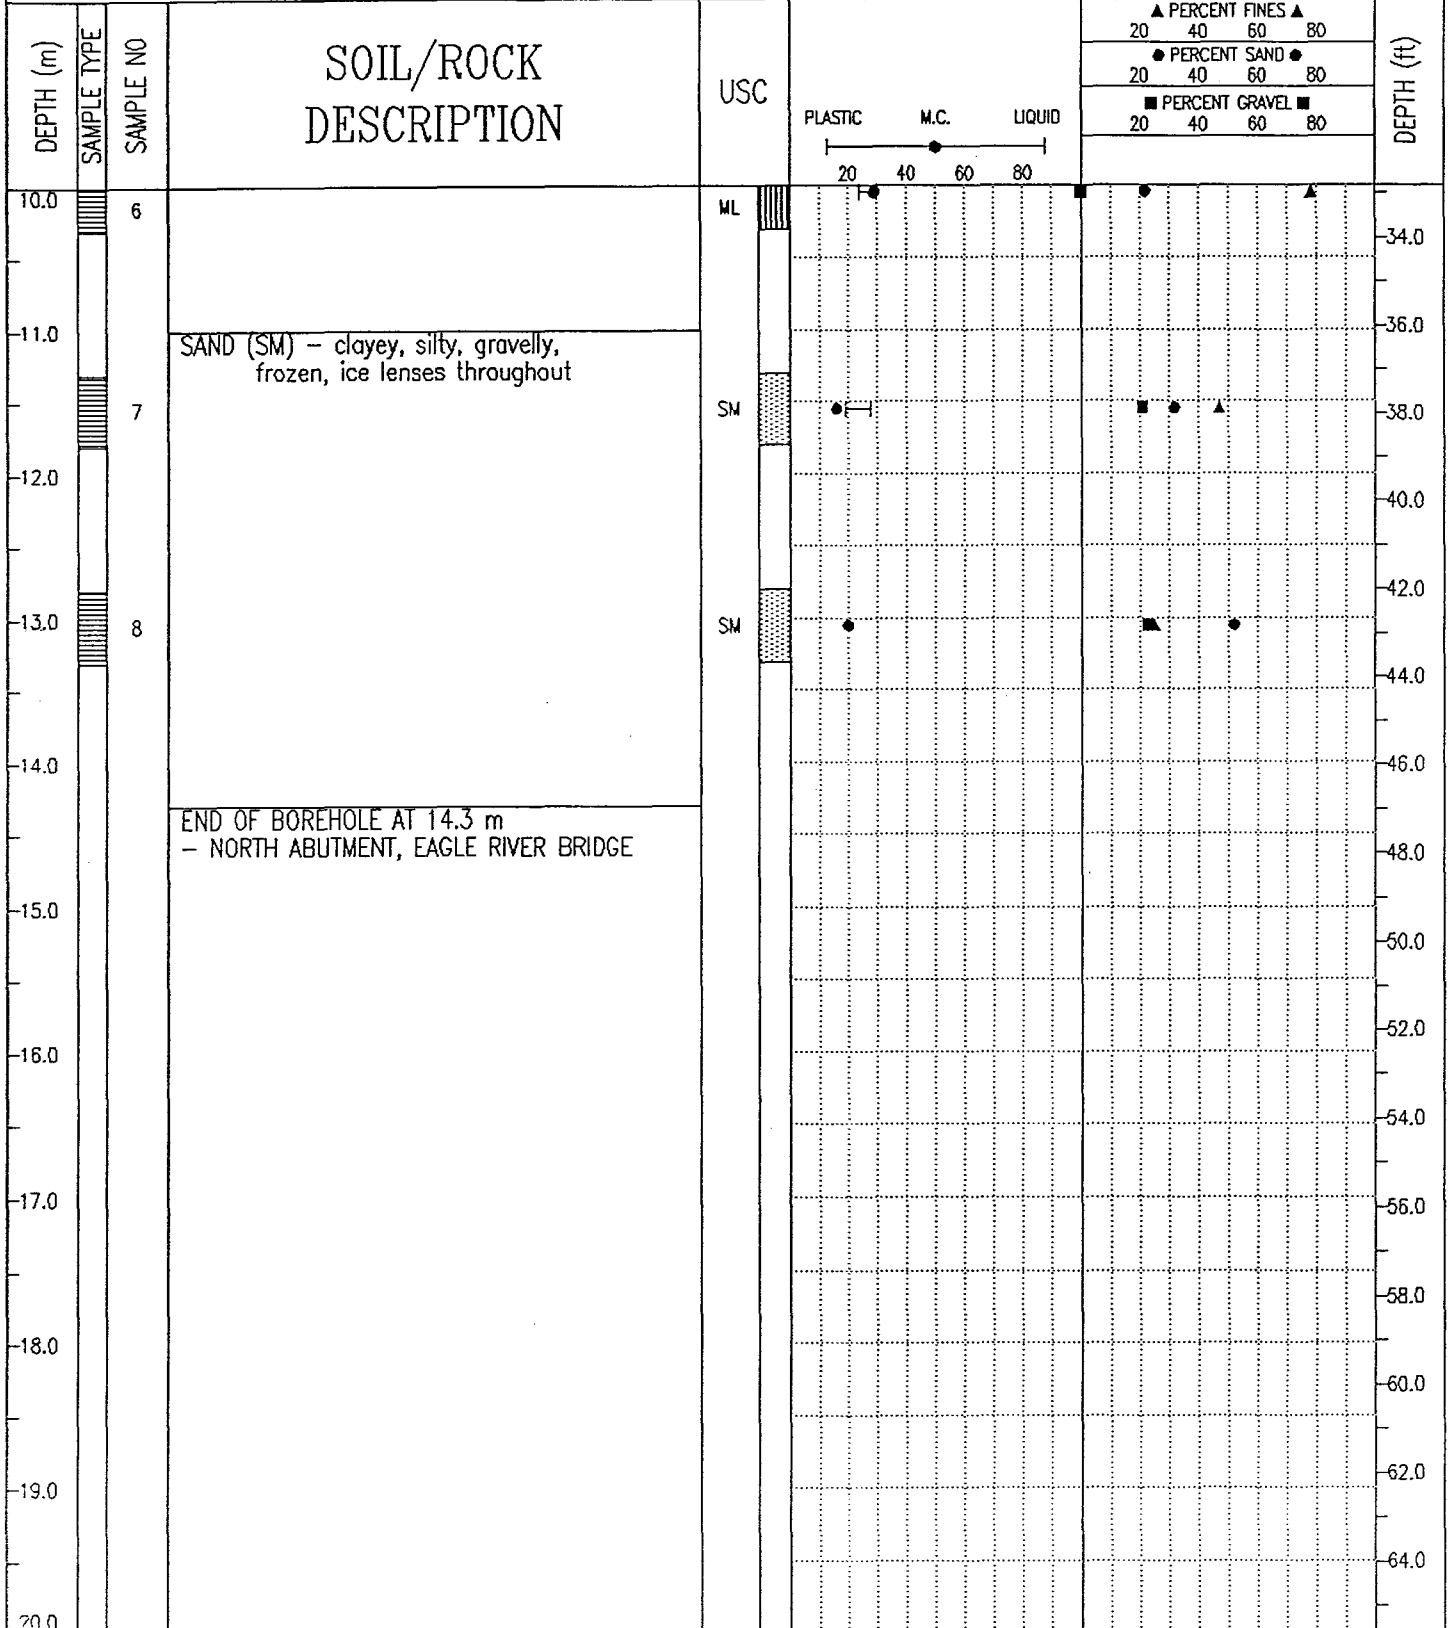 DEPTH (m)
SAMPLE TYPE
SAMPLE NO
SOIL/ROCK
DESCRIPTION
USC
PLASTIC M.C. LIQUID
20 40 60 80
▲ PERCENT FINES ▲
20 40 60 80
● PERCENT SAND ●
20 40 60 80
■ PERCENT GRAVEL ■
20 40 60 80
DEPTH (ft)
10.0
6
ML
34.0
11.0
36.0
SAND (SM) – clayey, silty, gravelly,
frozen, ice lenses throughout
7
SM
38.0
12.0
40.0
42.0
13.0
8
SM
44.0
14.0
46.0
END OF BOREHOLE AT 14.3 m
– NORTH ABUTMENT, EAGLE RIVER BRIDGE
48.0
15.0
50.0
52.0
16.0
54.0
17.0
56.0
58.0
18.0
60.0
62.0
19.0
64.0
20.0